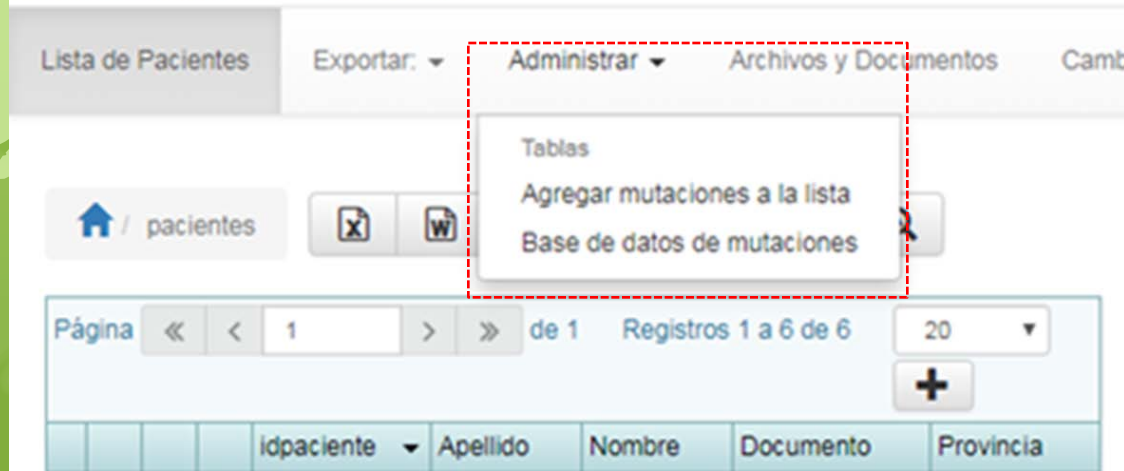 Lista de Pacientes Exportar: Administrar Archivos y Documentos
Tablas
Agregar mutaciones a la lista
Base de datos de mutaciones
/ pacientes
X W
Página « < 1 > » de 1 Registros 1 a 6 de 6 20
+
idpaciente Apellido Nombre Documento Provincia